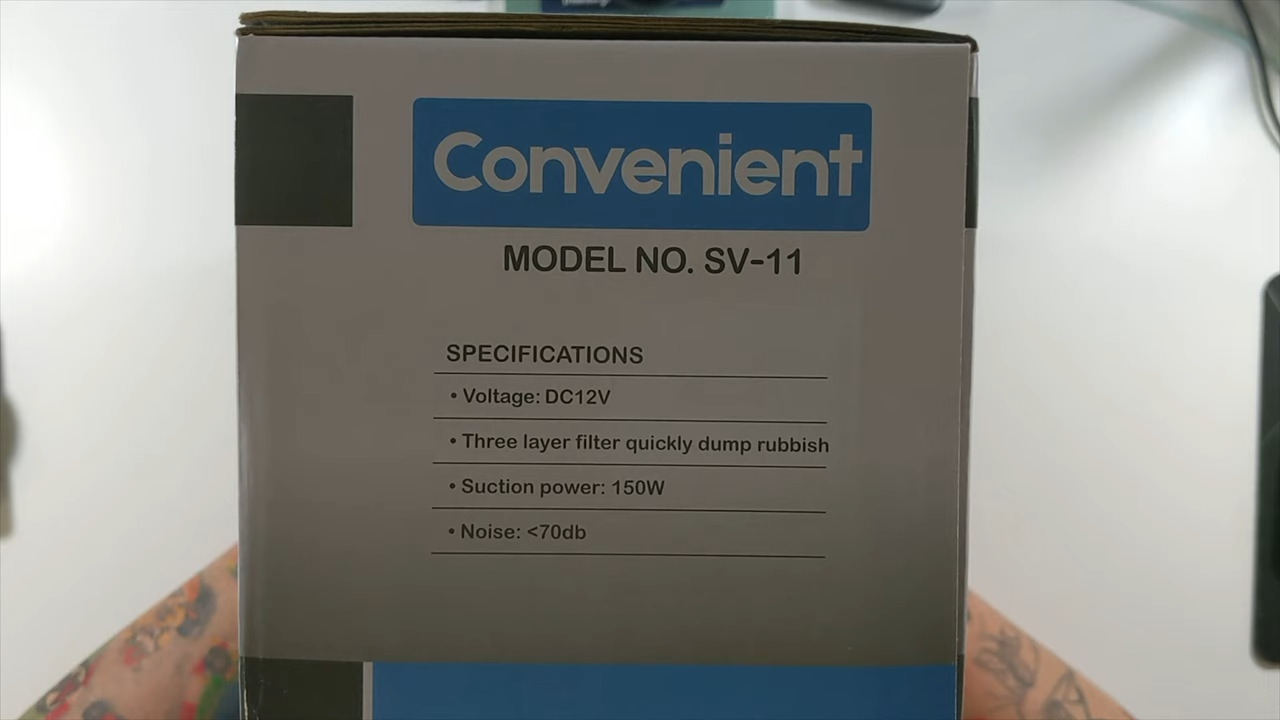 Convenient
MODEL NO. SV-11
SPECIFICATIONS
• Voltage: DC12V
• Three layer filter quickly dump rubbish
• Suction power: 150W
• Noise: <70db